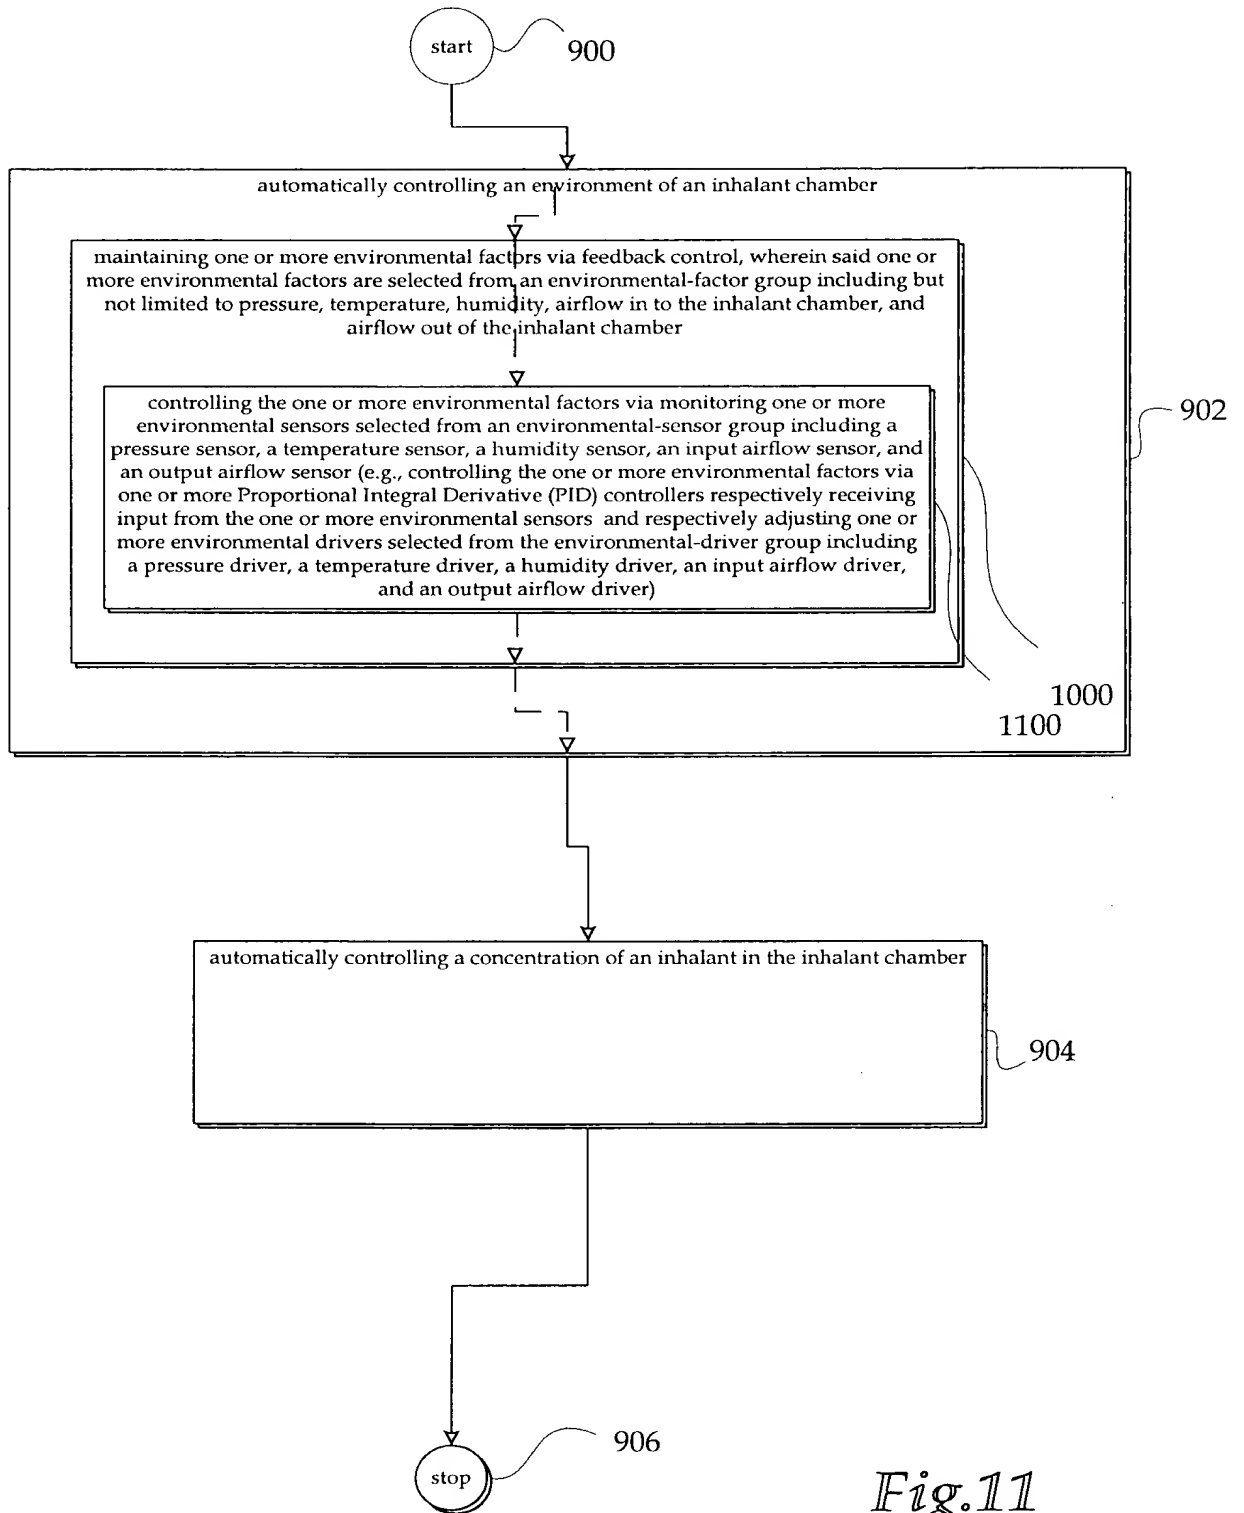 start
900
automatically controlling an environment of an inhalant chamber
maintaining one or more environmental factors via feedback control, wherein said one or
more environmental factors are selected from an environmental-factor group including but
not limited to pressure, temperature, humidity, airflow in to the inhalant chamber, and
airflow out of the inhalant chamber
controlling the one or more environmental factors via monitoring one or more
environmental sensors selected from an environmental-sensor group including a
pressure sensor, a temperature sensor, a humidity sensor, an input airflow sensor, and
an output airflow sensor (e.g., controlling the one or more environmental factors via
one or more Proportional Integral Derivative (PID) controllers respectively receiving
input from the one or more environmental sensors and respectively adjusting one or
more environmental drivers selected from the environmental-driver group including
a pressure driver, a temperature driver, a humidity driver, an input airflow driver,
and an output airflow driver)
902
1000
1100
automatically controlling a concentration of an inhalant in the inhalant chamber
904
stop
906
Fig.11